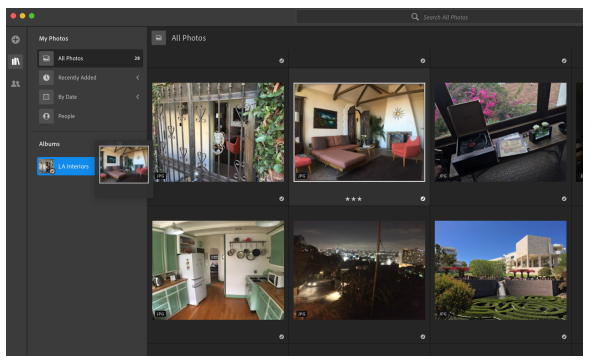 Search All Photos
My Photos
All Photos
All Photos 28
Recently Added
By Date
People
Albums
LA Interiors
JPG
JPG
JPG
JPG
JPG
JPG